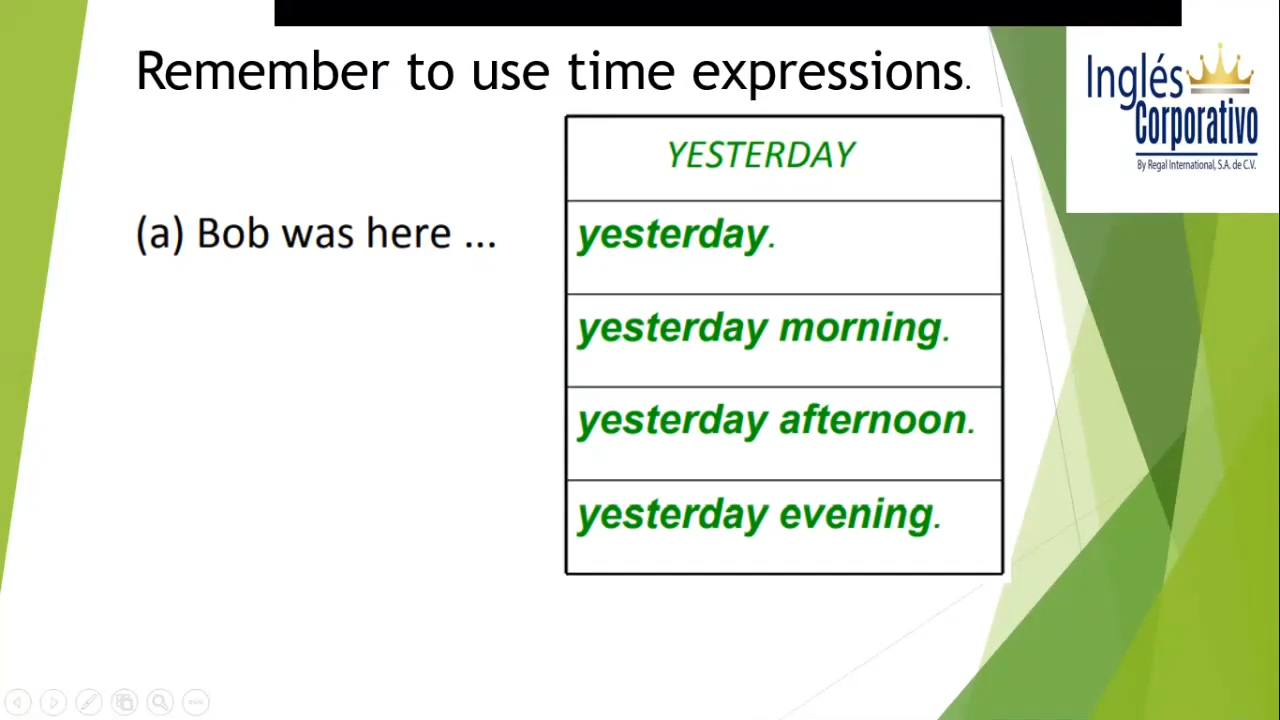 Remember to use time expressions.
Inglés
Corporativo
By Regal International, S.A. de C.V.
YESTERDAY
(a) Bob was here ...
yesterday.
yesterday morning.
yesterday afternoon.
yesterday evening.